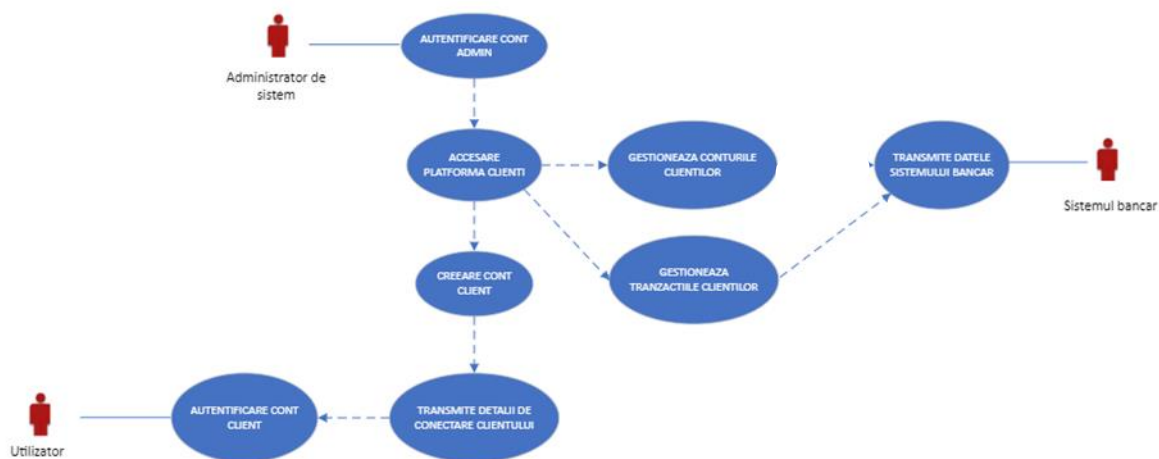 AUTENTIFICARE CONT
ADMIN
Administrator de
sistem
ACCESARE
PLATFORMA CLIENTI
GESTIONEAZA CONTURILE
CLIENTILOR
TRANSMITE DATELE
SISTEMULUI BANCAR
Sistemul bancar
CREEARE CONT
CLIENT
GESTIONEAZA
TRANZACTIILE CLIENTILOR
AUTENTIFICARE CONT
CLIENT
TRANSMITE DETALII DE
CONECTARE CLIENTULUI
Utilizator